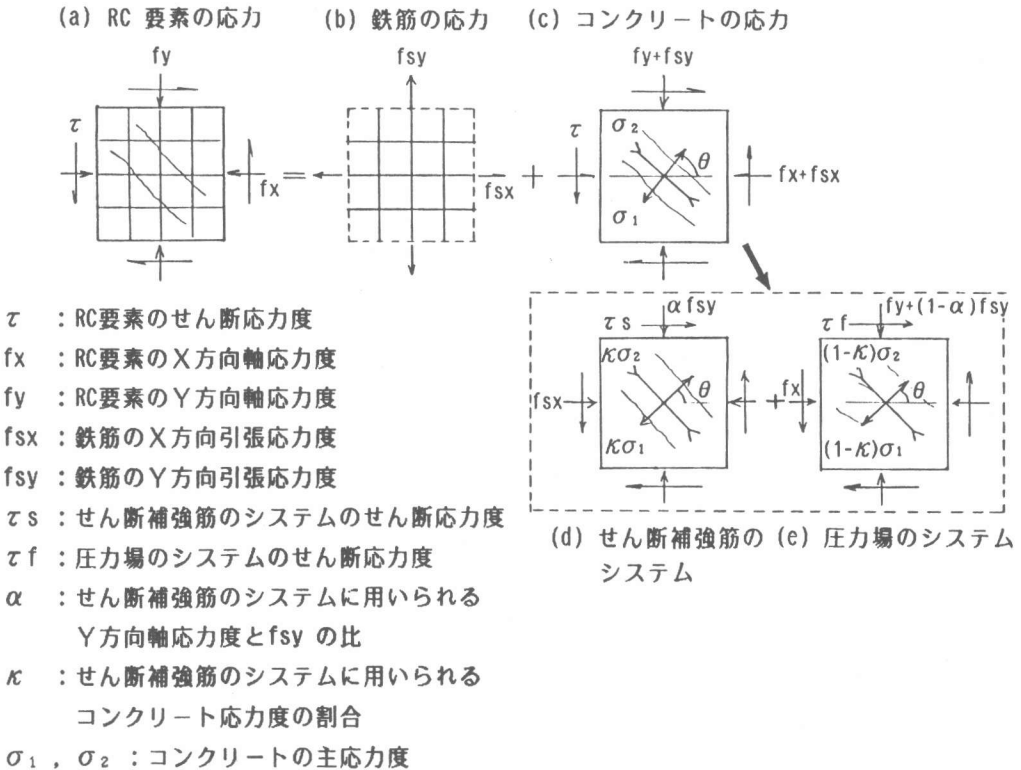 (a) RC 要素の応力
(b) 鉄筋の応力
(c) コンクリートの応力
fy
τ
fx
=
fsy
fsx
+
fy+fsy
τ
σ2
θ
σ1
fx+fsx
τs
αfsy
κσ2
θ
fsx
κσ1
+
τf
fy+(1-α)fsy
(1-κ)σ2
θ
fx
(1-κ)σ1
(d) せん断補強筋の
システム
(e) 圧力場のシステム
τ :RC要素のせん断応力度
fx :RC要素のX方向軸応力度
fy :RC要素のY方向軸応力度
fsx :鉄筋のX方向引張応力度
fsy :鉄筋のY方向引張応力度
τs :せん断補強筋のシステムのせん断応力度
τf :圧力場のシステムのせん断応力度
α :せん断補強筋のシステムに用いられる
Y方向軸応力度とfsy の比
κ :せん断補強筋のシステムに用いられる
コンクリート応力度の割合
σ1 , σ2 :コンクリートの主応力度